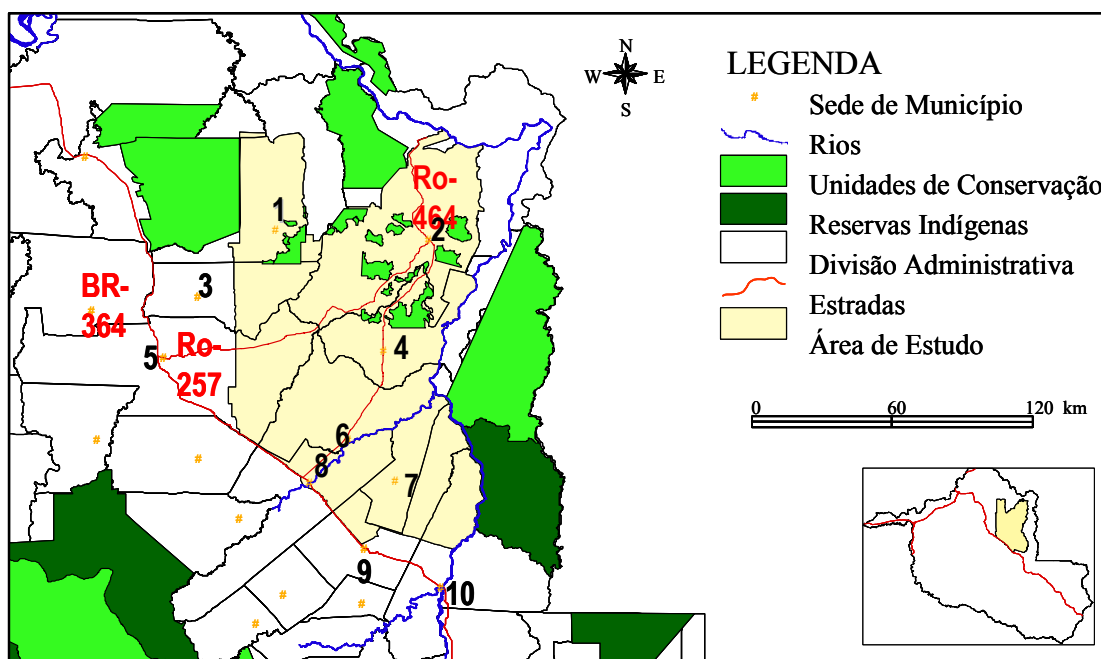 N
W E
S
LEGENDA
Sede de Município
Rios
Unidades de Conservação
Reservas Indígenas
Divisão Administrativa
Estradas
Área de Estudo
0 60 120 km
Ro-
464
1
2
3
BR-
364
5
Ro-
257
4
6
8
7
9
10